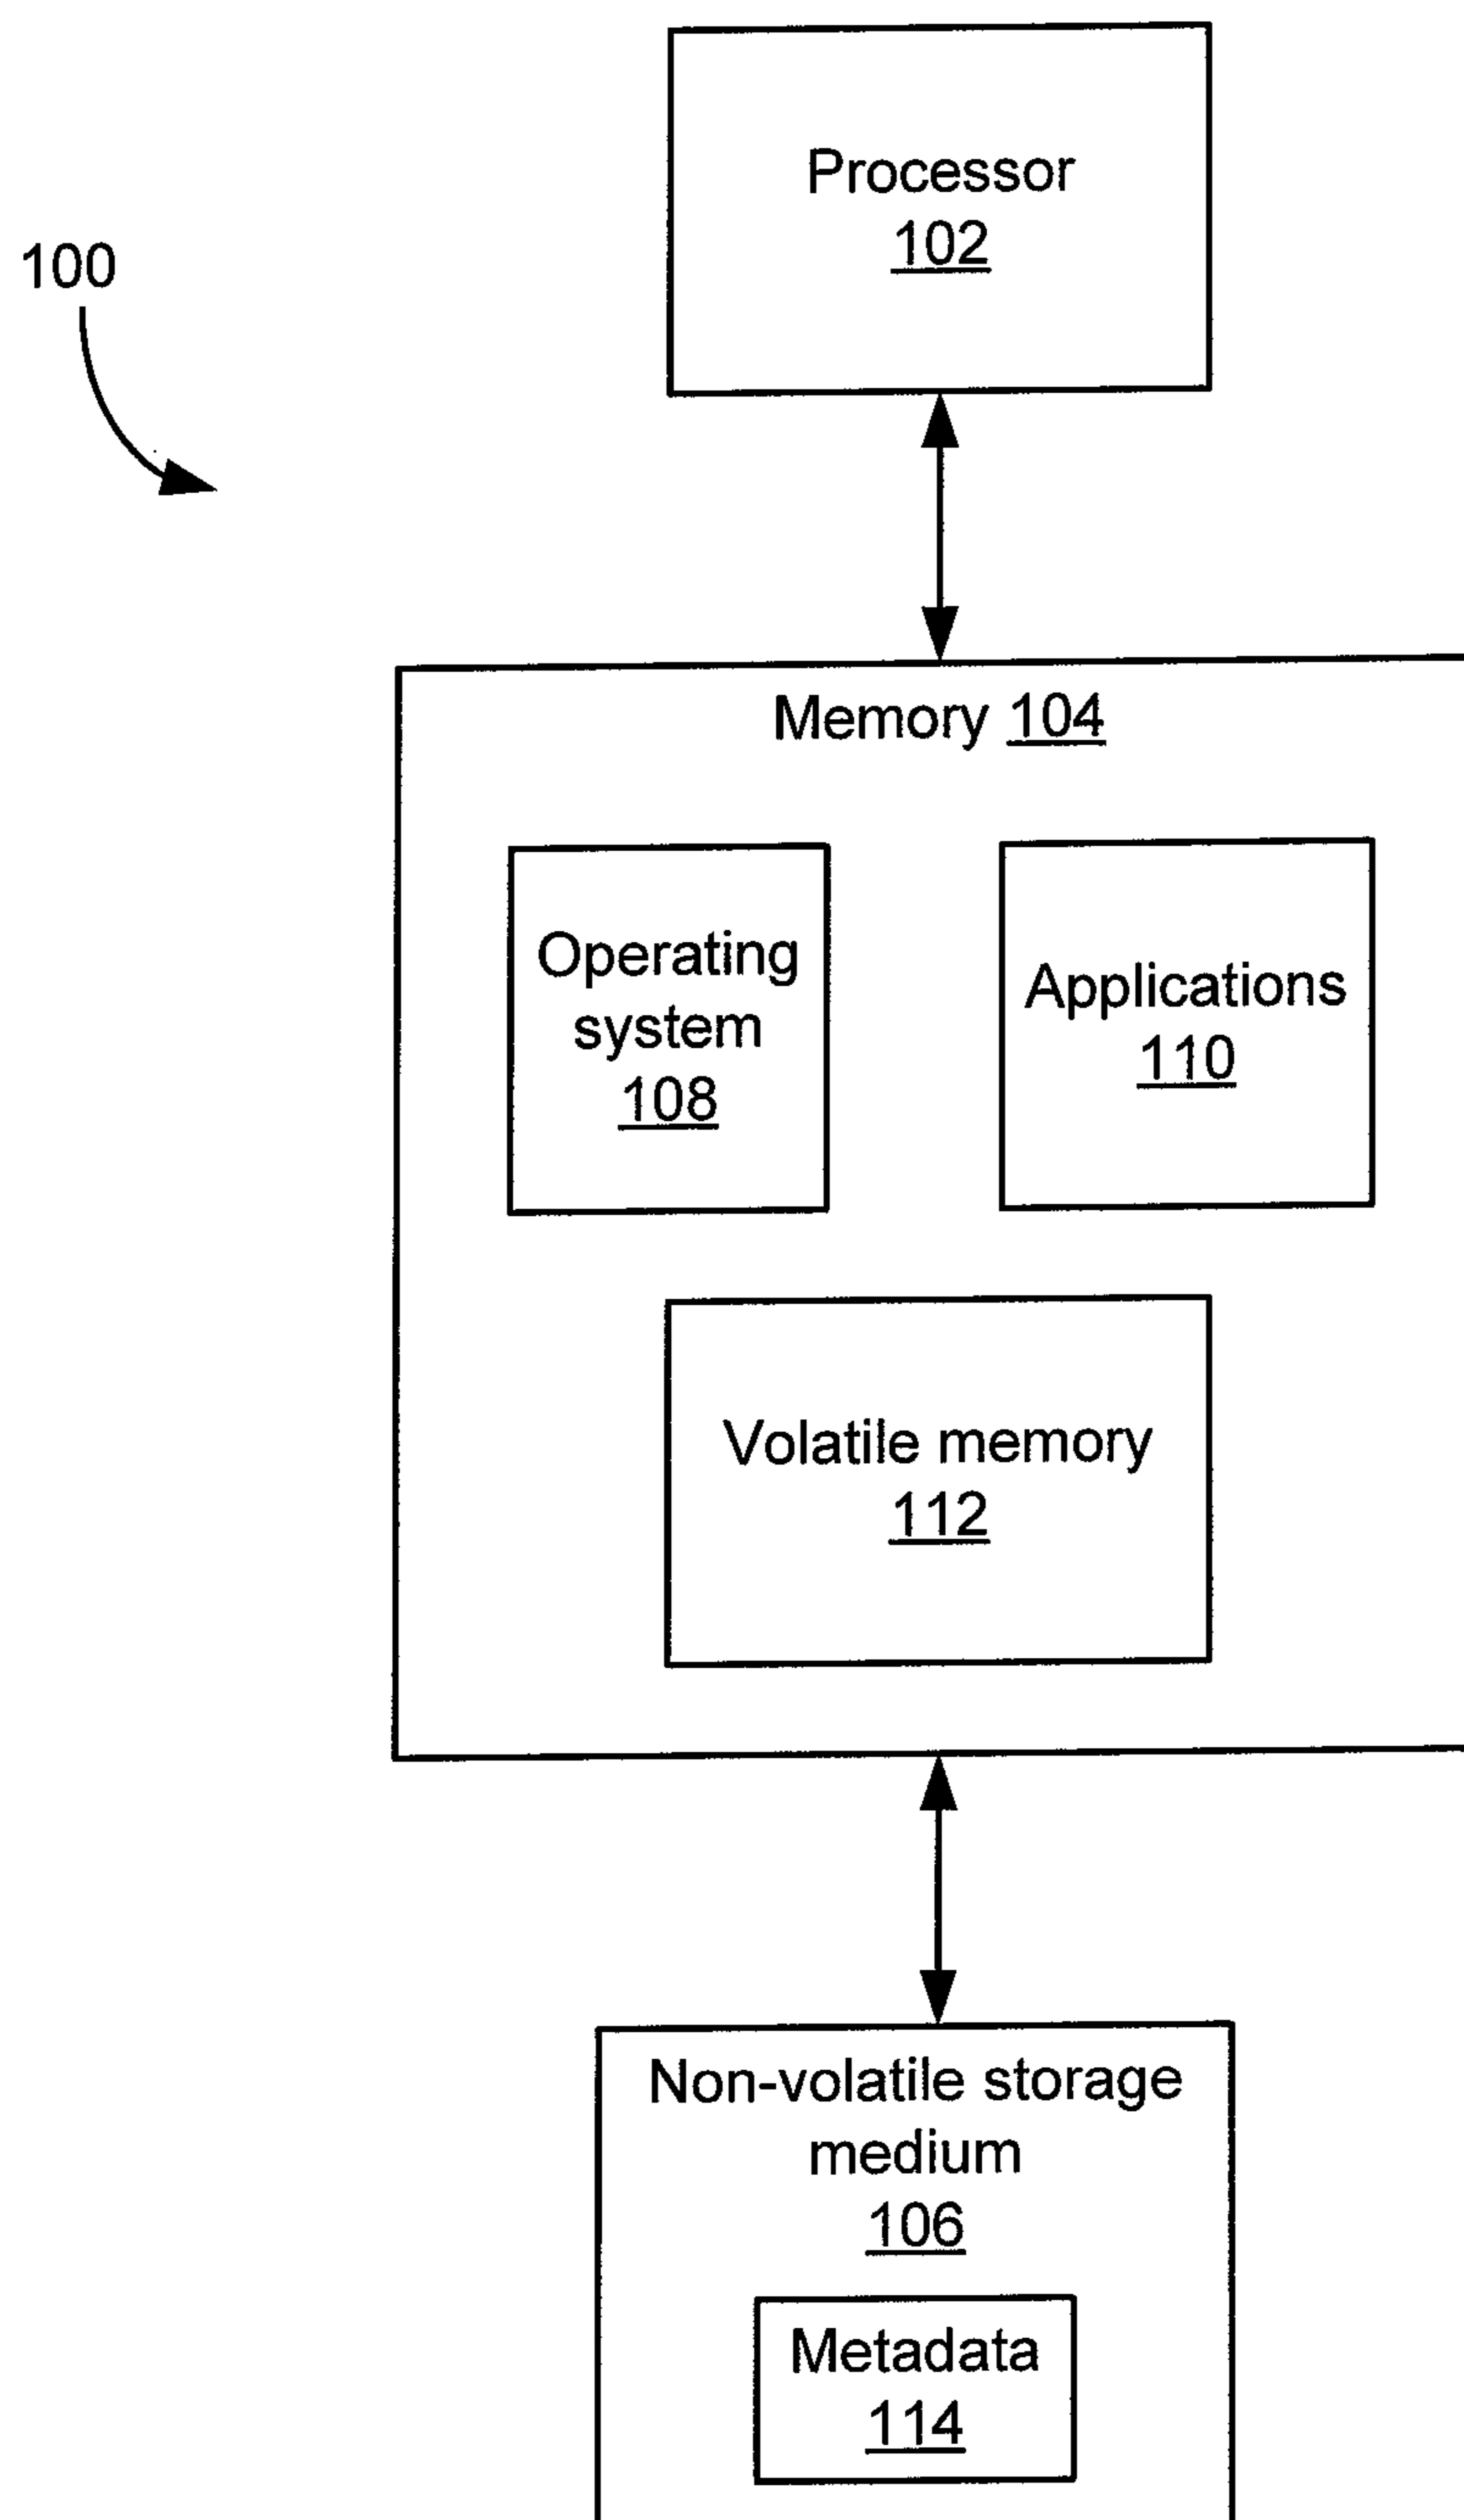 Processor
102
100
Memory 104
Operating
system
108
Applications
110
Volatile memory
112
Non-volatile storage
medium
106
Metadata
114